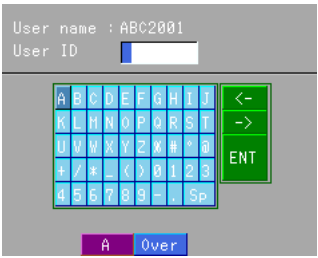 User name : ABC2001
User ID
A B C D E F G H I J <-
K L M N O P Q R S T ->
U V W X Y Z % # ° @ ENT
+ / * _ ( ) 0 1 2 3
4 5 6 7 8 9 - . Sp
A Over